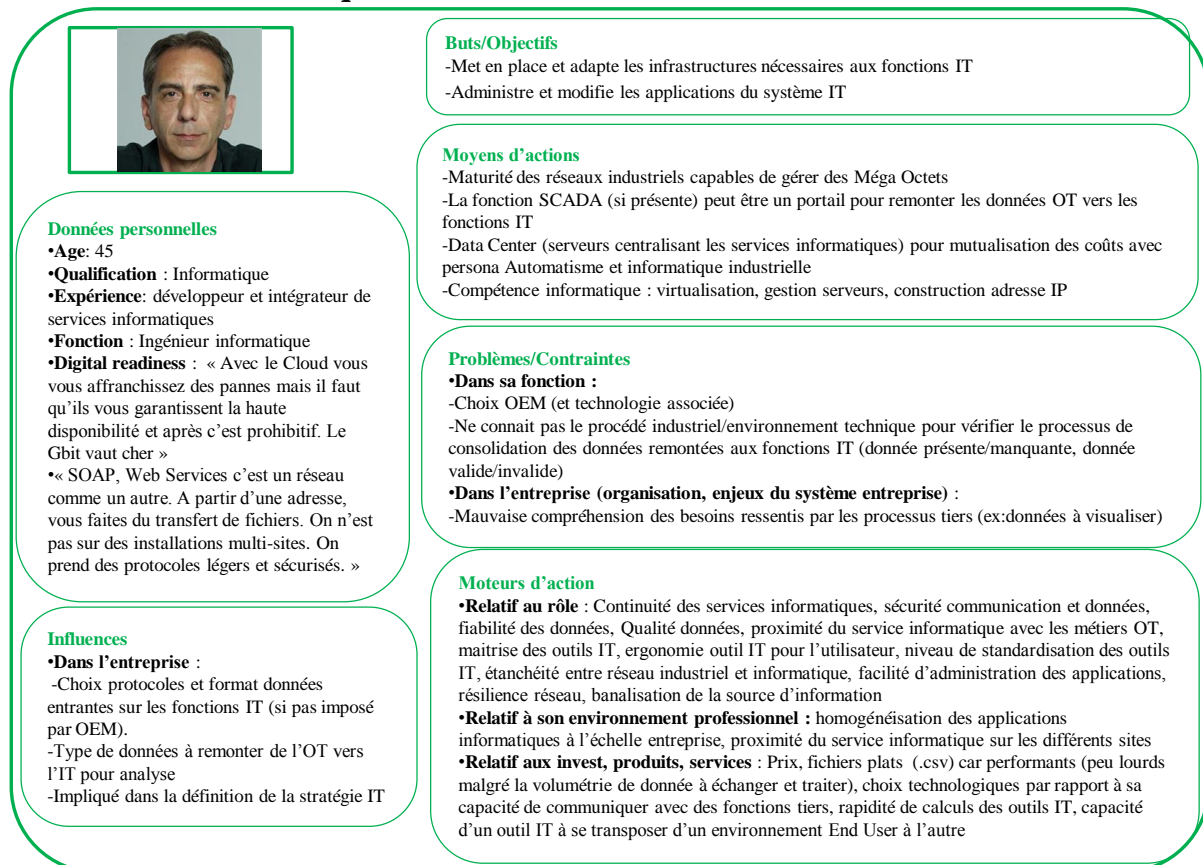 Données personnelles
•Age: 45
•Qualification : Informatique
•Expérience: développeur et intégrateur de
services informatiques
•Fonction : Ingénieur informatique
•Digital readiness : « Avec le Cloud vous
vous affranchissez des pannes mais il faut
qu'ils vous garantissent la haute
disponibilité et après c'est prohibitif. Le
Gbit vaut cher »
•« SOAP, Web Services c'est un réseau
comme un autre. A partir d'une adresse,
vous faites du transfert de fichiers. On n'est
pas sur des installations multi-sites. On
prend des protocoles légers et sécurisés. »
Influences
•Dans l'entreprise :
-Choix protocoles et format données
entrantes sur les fonctions IT (si pas imposé
par OEM).
-Type de données à remonter de l'OT vers
l'IT pour analyse
-Impliqué dans la définition de la stratégie IT
Buts/Objectifs
-Met en place et adapte les infrastructures nécessaires aux fonctions IT
-Administre et modifie les applications du système IT
Moyens d'actions
-Maturité des réseaux industriels capables de gérer des Méga Octets
-La fonction SCADA (si présente) peut être un portail pour remonter les données OT vers les
fonctions IT
-Data Center (serveurs centralisant les services informatiques) pour mutualisation des coûts avec
persona Automatisme et informatique industrielle
-Compétence informatique : virtualisation, gestion serveurs, construction adresse IP
Problèmes/Contraintes
•Dans sa fonction :
-Choix OEM (et technologie associée)
-Ne connait pas le procédé industriel/environnement technique pour vérifier le processus de
consolidation des données remontées aux fonctions IT (donnée présente/manquante, donnée
valide/invalide)
•Dans l'entreprise (organisation, enjeux du système entreprise) :
-Mauvaise compréhension des besoins ressentis par les processus tiers (ex:données à visualiser)
Moteurs d'action
•Relatif au rôle : Continuité des services informatiques, sécurité communication et données,
fiabilité des données, Qualité données, proximité du service informatique avec les métiers OT,
maitrise des outils IT, ergonomie outil IT pour l'utilisateur, niveau de standardisation des outils
IT, étanchéité entre réseau industriel et informatique, facilité d'administration des applications,
résilience réseau, banalisation de la source d'information
•Relatif à son environnement professionnel : homogénéisation des applications
informatiques à l'échelle entreprise, proximité du service informatique sur les différents sites
•Relatif aux invest, produits, services : Prix, fichiers plats (.csv) car performants (peu lourds
malgré la volumétrie de donnée à échanger et traiter), choix technologiques par rapport à sa
capacité de communiquer avec des fonctions tiers, rapidité de calculs des outils IT, capacité
d'un outil IT à se transposer d'un environnement End User à l'autre